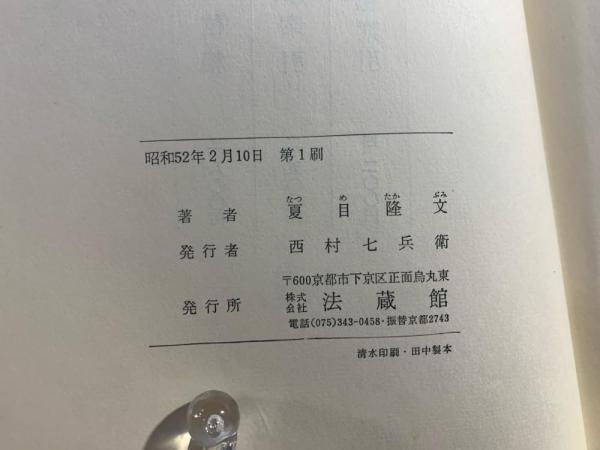 昭和52年2月10日 第1刷
なつ め たか ぶみ
著者 夏目隆文
発行者 西村七兵衛
〒600京都市下京区正面烏丸東
発行所 株式会社 法蔵館
電話(075)343-0458・振替京都2743
清水印刷・田中製本